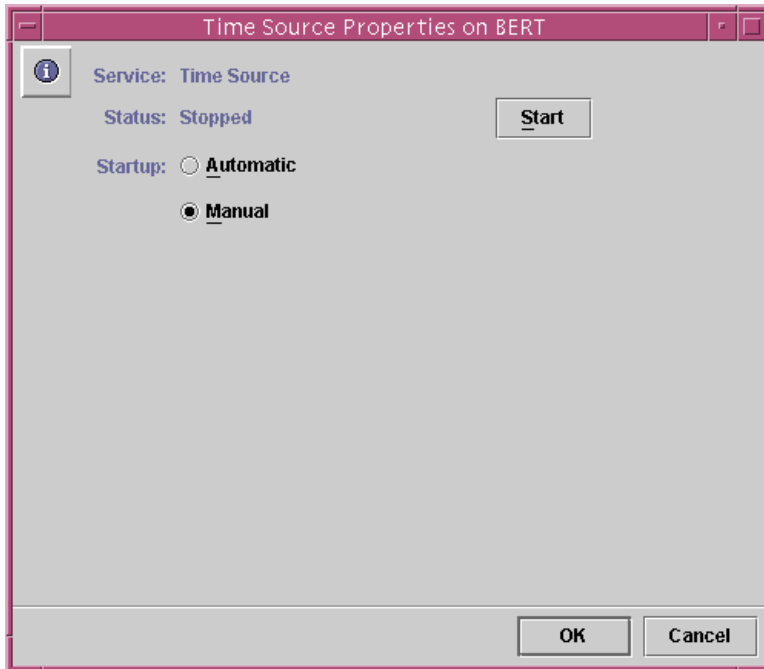 Time Source Properties on BERT
Service: Time Source
Status: Stopped
Start
Startup: Automatic
Manual
OK
Cancel